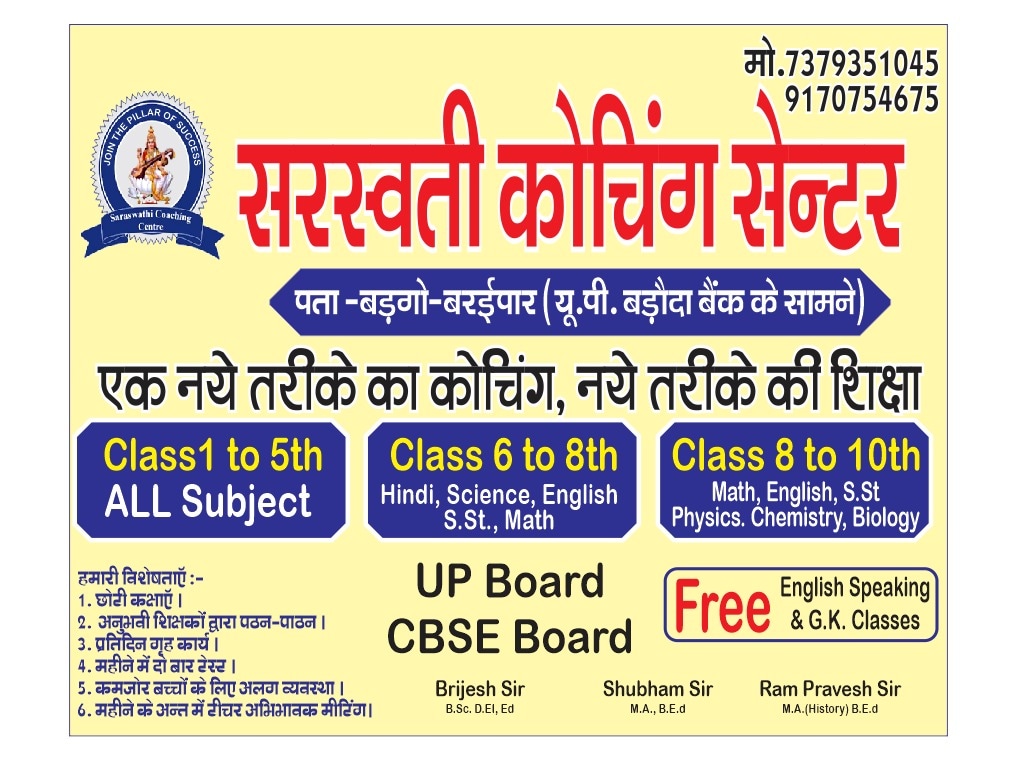 मो.7379351045
9170754675
JOIN THE PILLAR OF SUCCESS
Saraswathi Coaching
Centre
सरस्वती कोचिंग सेन्टर
पता -बड़गो-बरईपार (यू.पी. बड़ौदा बैंक के सामने)
एक नये तरीके का कोचिंग, नये तरीके की शिक्षा
Class1 to 5th
ALL Subject
Class 6 to 8th
Hindi, Science, English
S.St., Math
Class 8 to 10th
Math, English, S.St
Physics. Chemistry, Biology
हमारी विशेषताऍ :-
1. छोटी कक्षाऍ ।
2. अनुभवी शिक्षकों द्वारा पठन-पाठन ।
3. प्रतिदिन गृह कार्य ।
4. महीने में दो बार टेस्ट ।
5. कमजोर बच्चों के लिए अलग व्यवस्था ।
6. महीने के अन्त में टीचर अभिभावक मीटिंग।
UP Board
CBSE Board
Free
English Speaking
& G.K. Classes
Brijesh Sir
B.Sc. D.El, Ed
Shubham Sir
M.A., B.E.d
Ram Pravesh Sir
M.A.(History) B.E.d